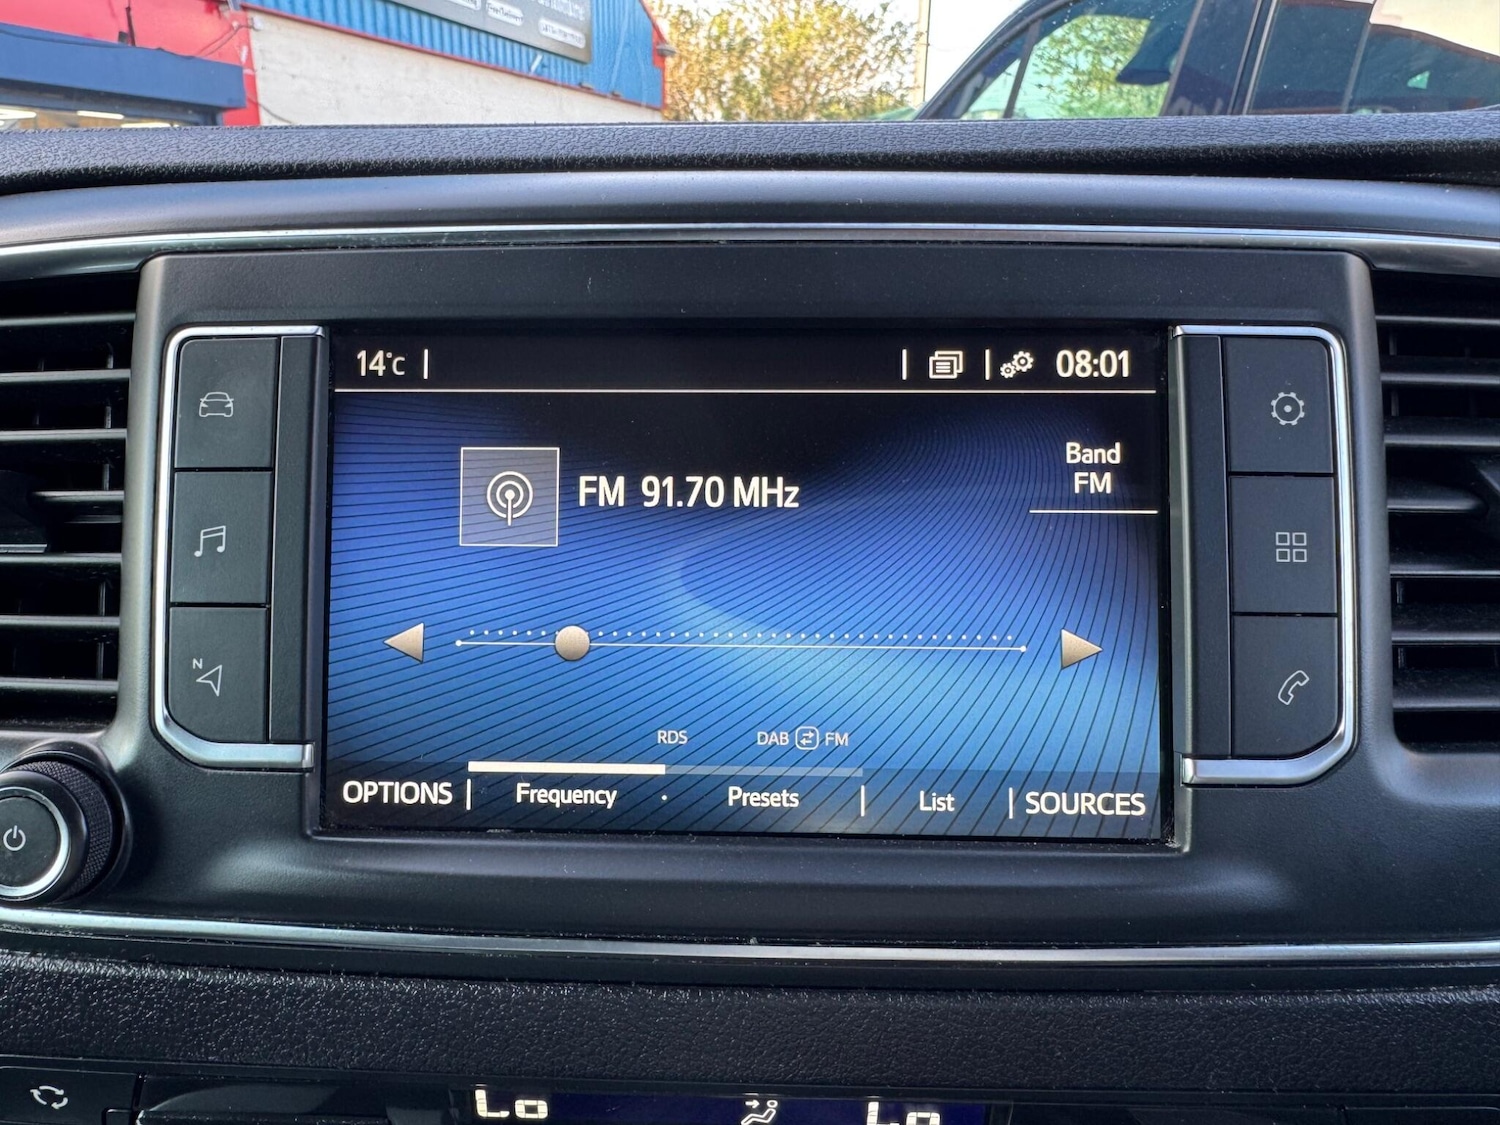 14°C
08:01
Band
FM
FM 91.70 MHz
N
RDS
DAB FM
OPTIONS Frequency Presets List SOURCES
Lo Lo